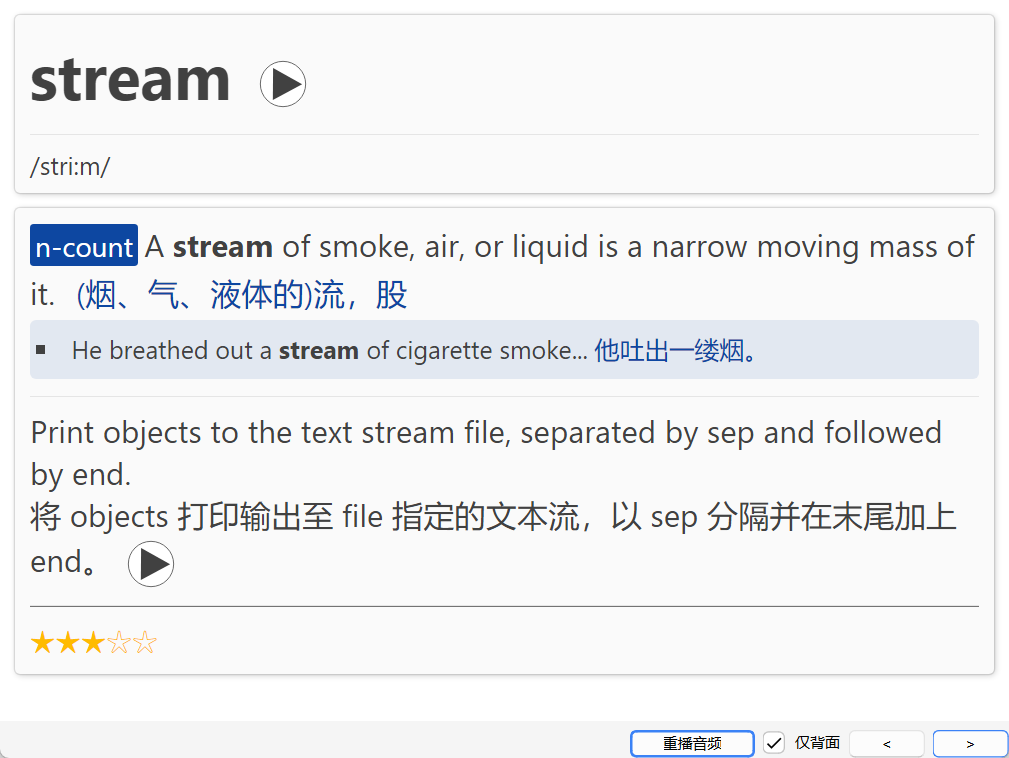 stream
/stri:m/
n-count A stream of smoke, air, or liquid is a narrow moving mass of
it. (烟、气、液体的)流，股
He breathed out a stream of cigarette smoke... 他吐出一缕烟。
Print objects to the text stream file, separated by sep and followed
by end.
将 objects 打印输出至 file 指定的文本流，以 sep 分隔并在末尾加上
end。
★★★☆☆
重播音频 仅背面 < >